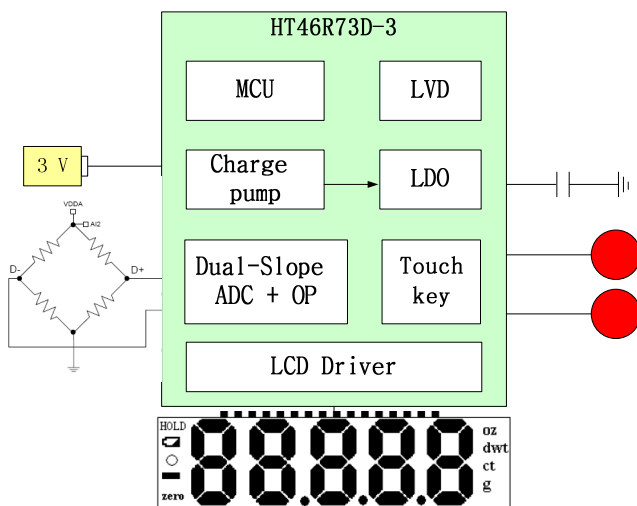 HT46R73D-3
MCU
LVD
3 V
Charge
pump
LDO
VDDA
AI2
D-
D+
Dual-Slope
ADC + OP
Touch
key
LCD Driver
HOLD
88888
oz
dwt
ct
g
zero